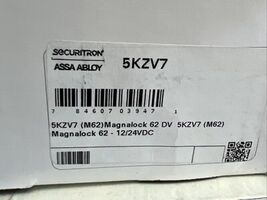 SECURITRON
ASSA ABLOY
5KZV7
7 84607 03947 1
5KZV7 (M62)Magnalock 62 DV 5KZV7 (M62)
Magnalock 62 - 12/24VDC